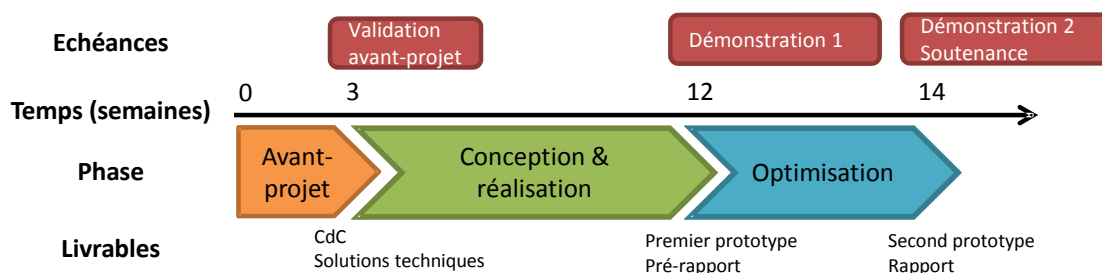 Echéances
Validation
avant-projet
Démonstration 1
Démonstration 2
Soutenance
Temps (semaines)
0
3
12
14
Phase
Avant-
projet
Conception &
réalisation
Optimisation
Livrables
CdC
Solutions techniques
Premier prototype
Pré-rapport
Second prototype
Rapport